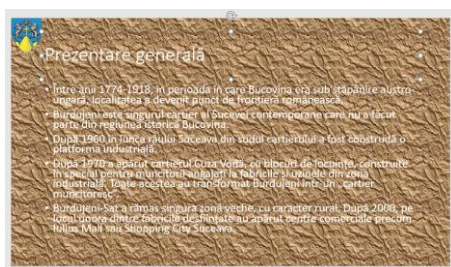 Prezentare generală
• Între anii 1774-1918, în perioada în care Bucovina era sub stăpânire austro-
ungară, localitatea a devenit punct de frontieră românească.
• Burdujeni este singurul cartier al Sucevei contemporane care nu a făcut
parte din regiunea istorică Bucovina.
• După 1960 în lunca râului Suceava din sudul cartierului a fost construită o
platformă industrială.
• După 1970 a apărut cartierul Cuza Vodă, cu blocuri de locuințe, construite
în special pentru muncitorii angajați la fabricile și uzinele din zona
industrială. Toate acestea au transformat Burdujeni într-un „cartier
muncitoresc”.
• Burdujeni-Sat a rămas singura zonă veche, cu caracter rural. După 2000, pe
locul unora dintre fabricile desființate au apărut centre comerciale precum
Iulius Mall sau Shopping City Suceava.